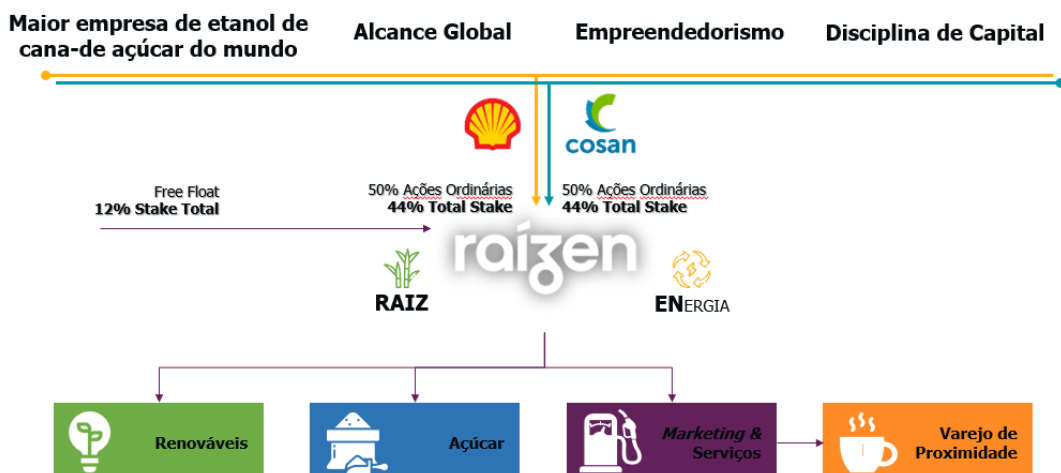 Maior empresa de etanol de
cana-de açúcar do mundo
Alcance Global
Empreendedorismo
Disciplina de Capital
cosan
Free Float
12% Stake Total
50% Ações Ordinárias
44% Total Stake
50% Ações Ordinárias
44% Total Stake
raízen
RAIZ
ENERGIA
Renováveis
Açúcar
Marketing &
Serviços
Varejo de
Proximidade